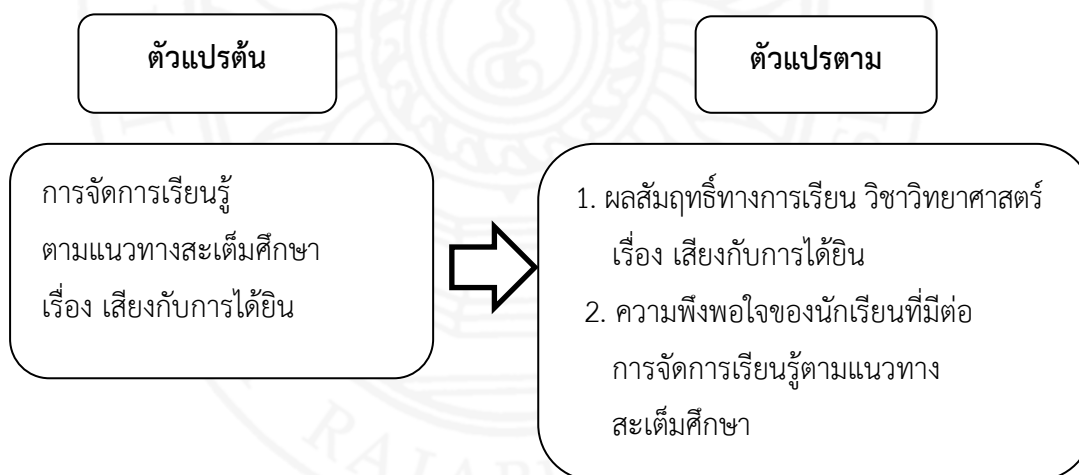 ตัวแปรต้น
ตัวแปรตาม
การจัดการเรียนรู้
ตามแนวทางสะเต็มศึกษา
เรื่อง เสียงกับการได้ยิน
1. ผลสัมฤทธิ์ทางการเรียน วิชาวิทยาศาสตร์
เรื่อง เสียงกับการได้ยิน
2. ความพึงพอใจของนักเรียนที่มีต่อ
การจัดการเรียนรู้ตามแนวทาง
สะเต็มศึกษา